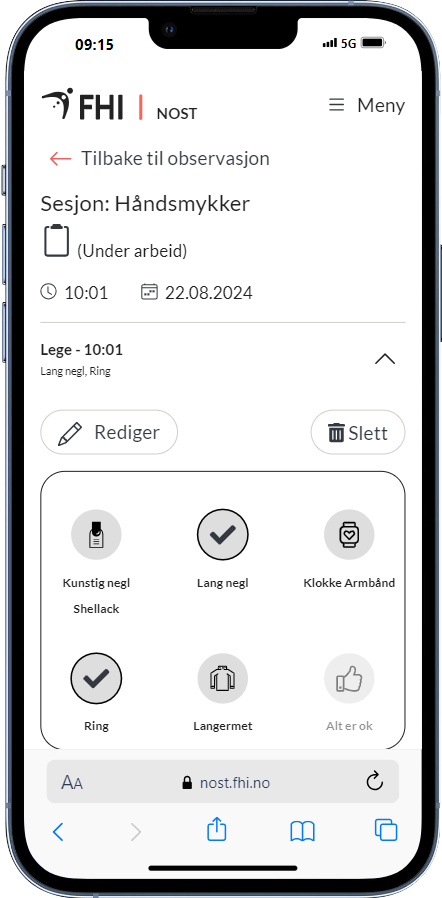 09:15
5G
FHI NOST
Meny
Tilbake til observasjon
Sesjon: Håndsmykker
(Under arbeid)
10:01 22.08.2024
Lege - 10:01
Lang negl, Ring
Rediger
Slett
Kunstig negl
Shellack
Lang negl
Klokke Armbånd
Ring
Langermet
Alt er ok
AA
nost.fhi.no